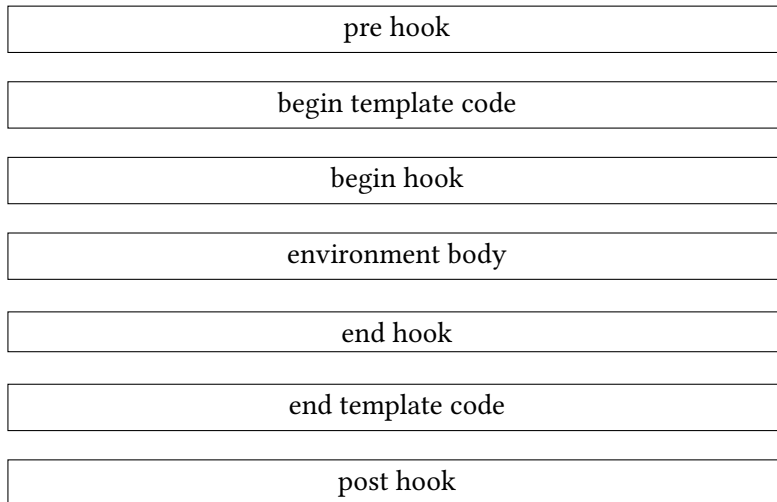 pre hook
begin template code
begin hook
environment body
end hook
end template code
post hook